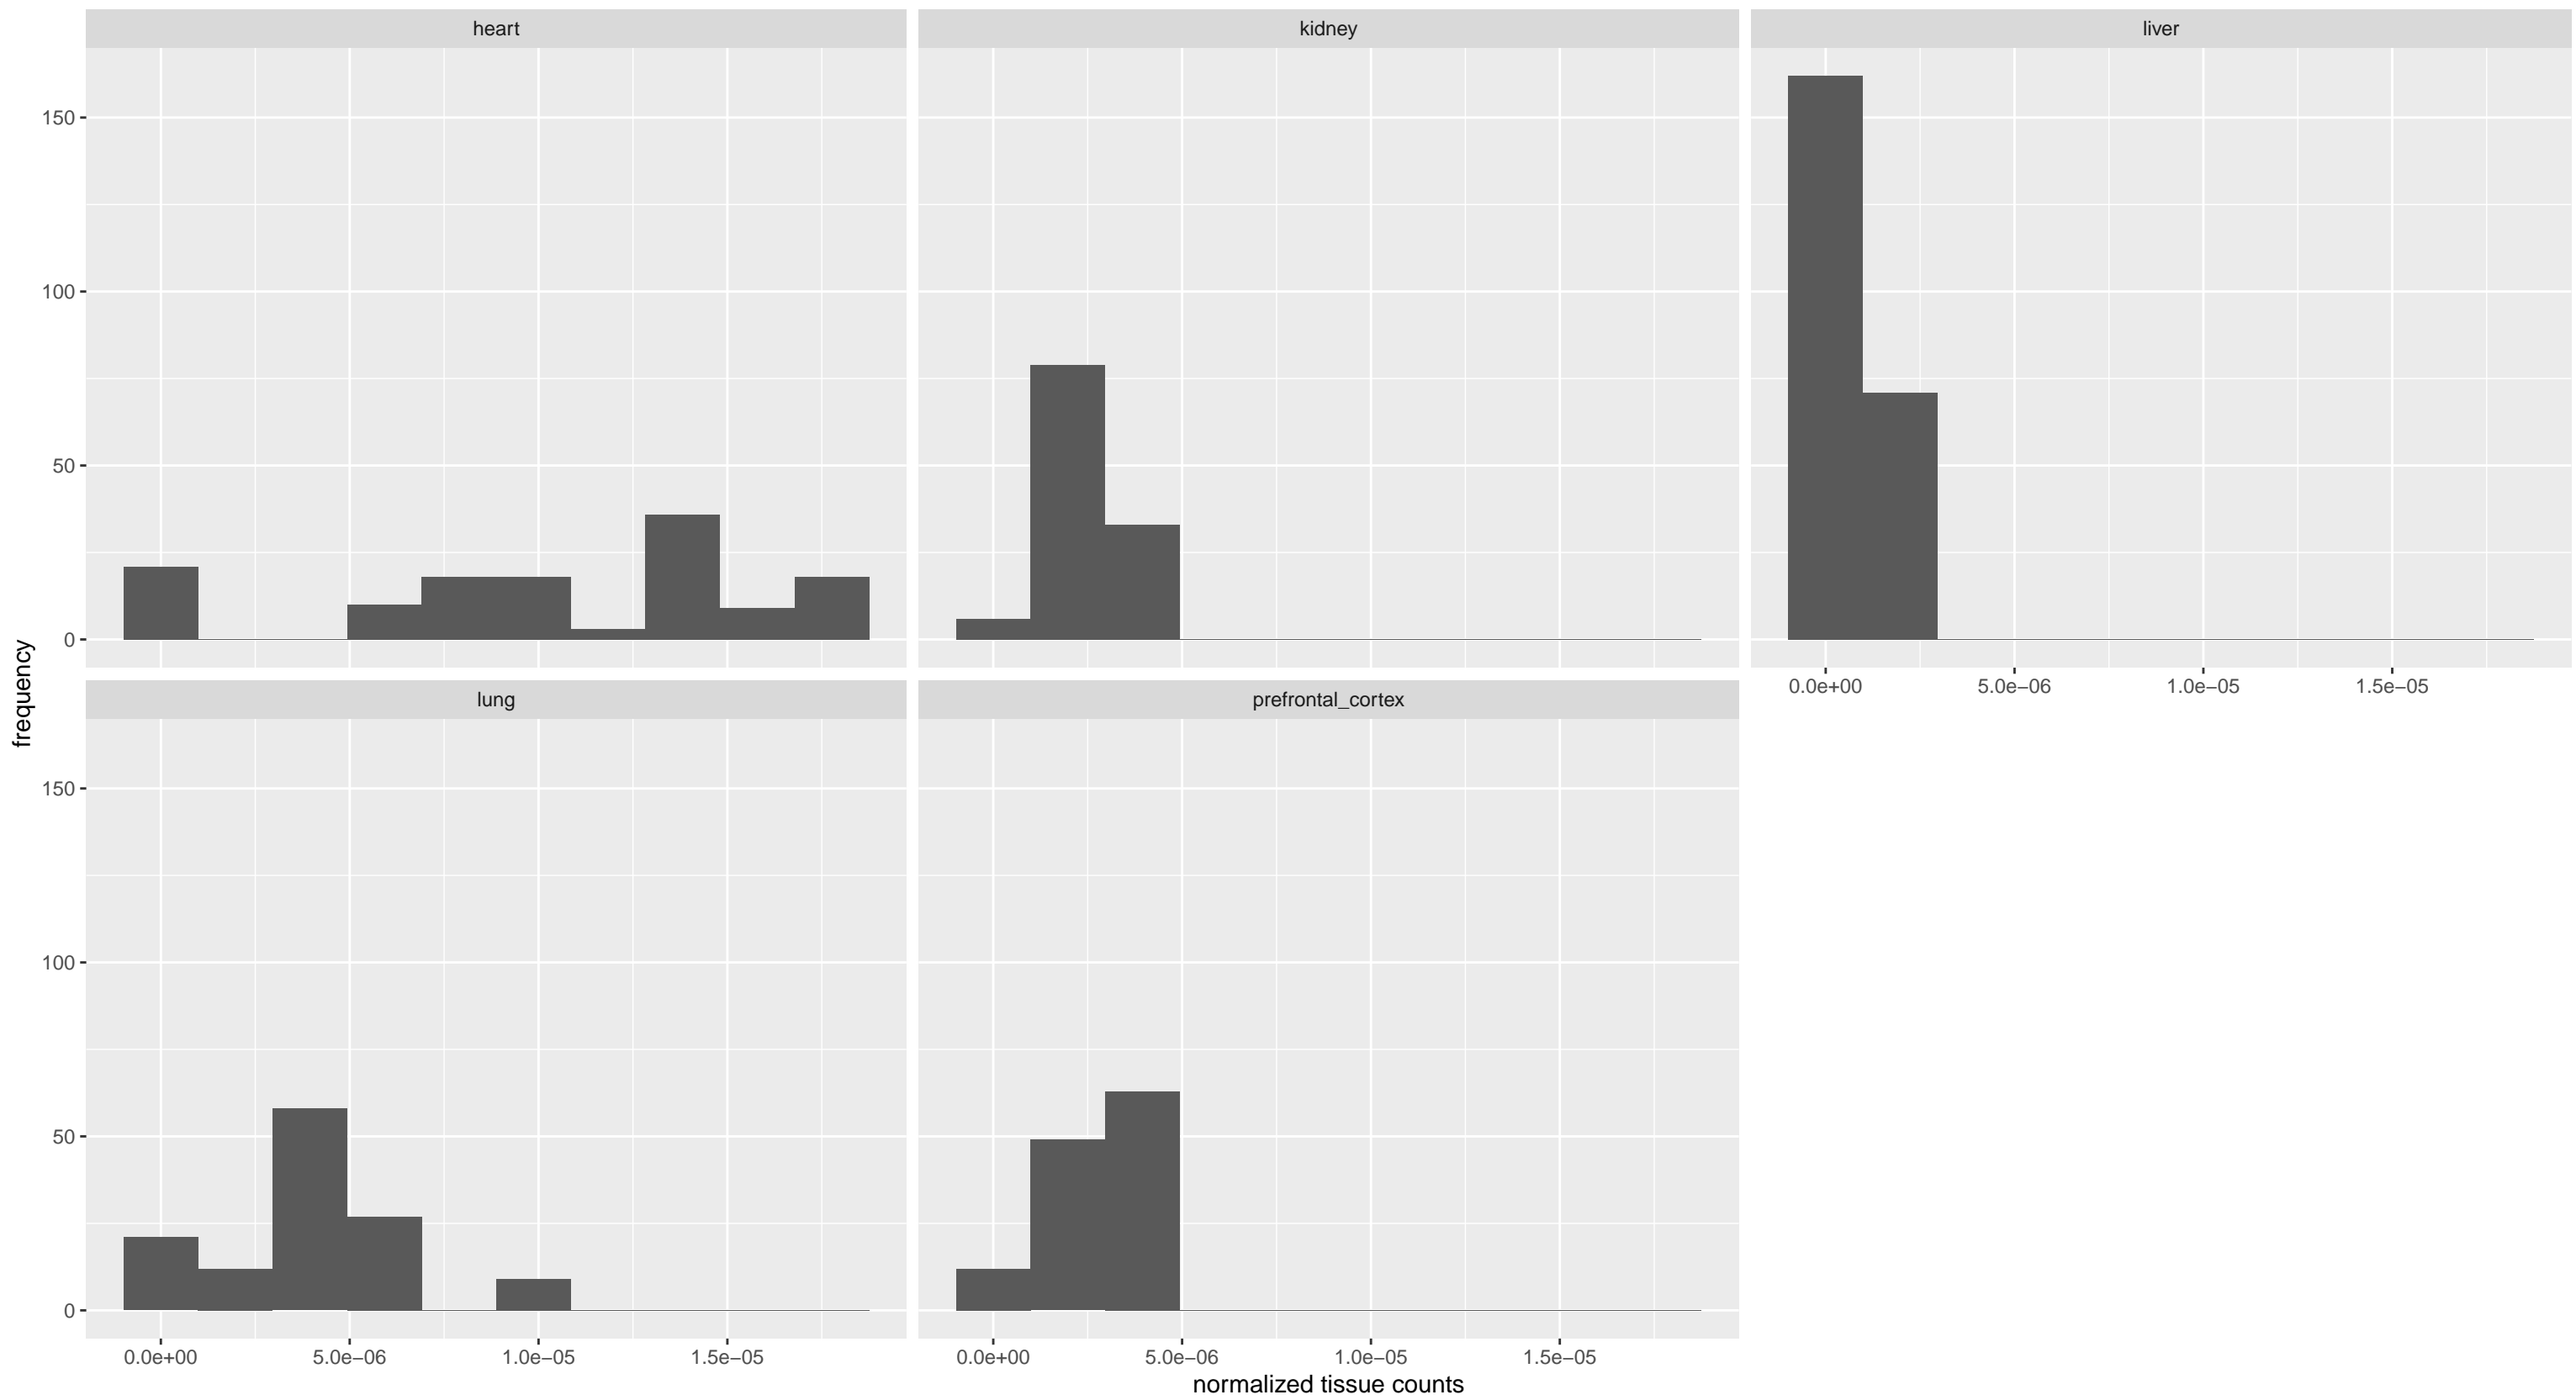 heart
kidney
liver
150
100
50
0
0.0e+00 5.0e−06 1.0e−05 1.5e−05
frequency
lung
prefrontal_cortex
150
100
50
0
0.0e+00 5.0e−06 1.0e−05 1.5e−05
0.0e+00 5.0e−06 1.0e−05 1.5e−05
normalized tissue counts